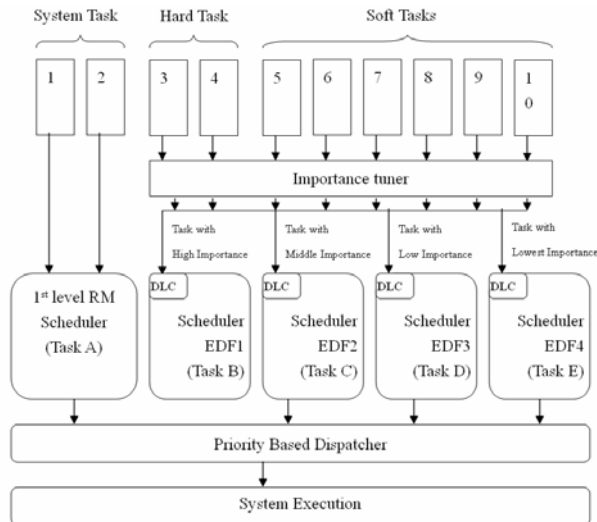 System Task Hard Task Soft Tasks
1 2 3 4 5 6 7 8 9 1
0
Importance tuner
Task with Task with Task with Task with
High Importance Middle Importance Low Importance Lowest Importance
1st level RM
Scheduler
(Task A)
DLC
Scheduler
EDF1
(Task B)
DLC
Scheduler
EDF2
(Task C)
DLC
Scheduler
EDF3
(Task D)
DLC
Scheduler
EDF4
(Task E)
Priority Based Dispatcher
System Execution